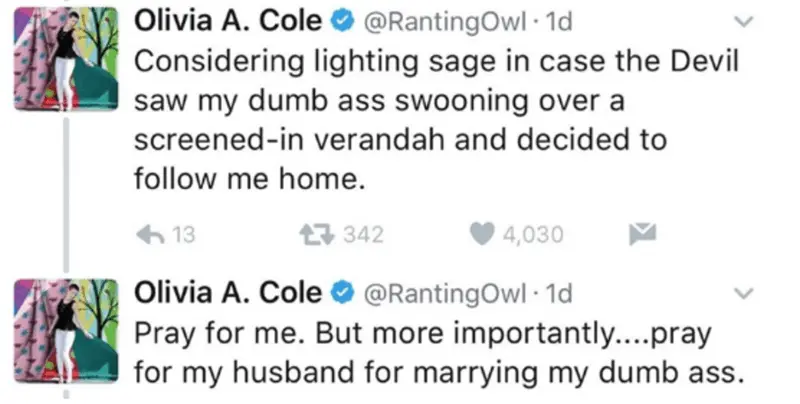 Olivia A. Cole @RantingOwl · 1d
Considering lighting sage in case the Devil
saw my dumb ass swooning over a
screened-in verandah and decided to
follow me home.
13 342 4,030
Olivia A. Cole @RantingOwl · 1d
Pray for me. But more importantly....pray
for my husband for marrying my dumb ass.